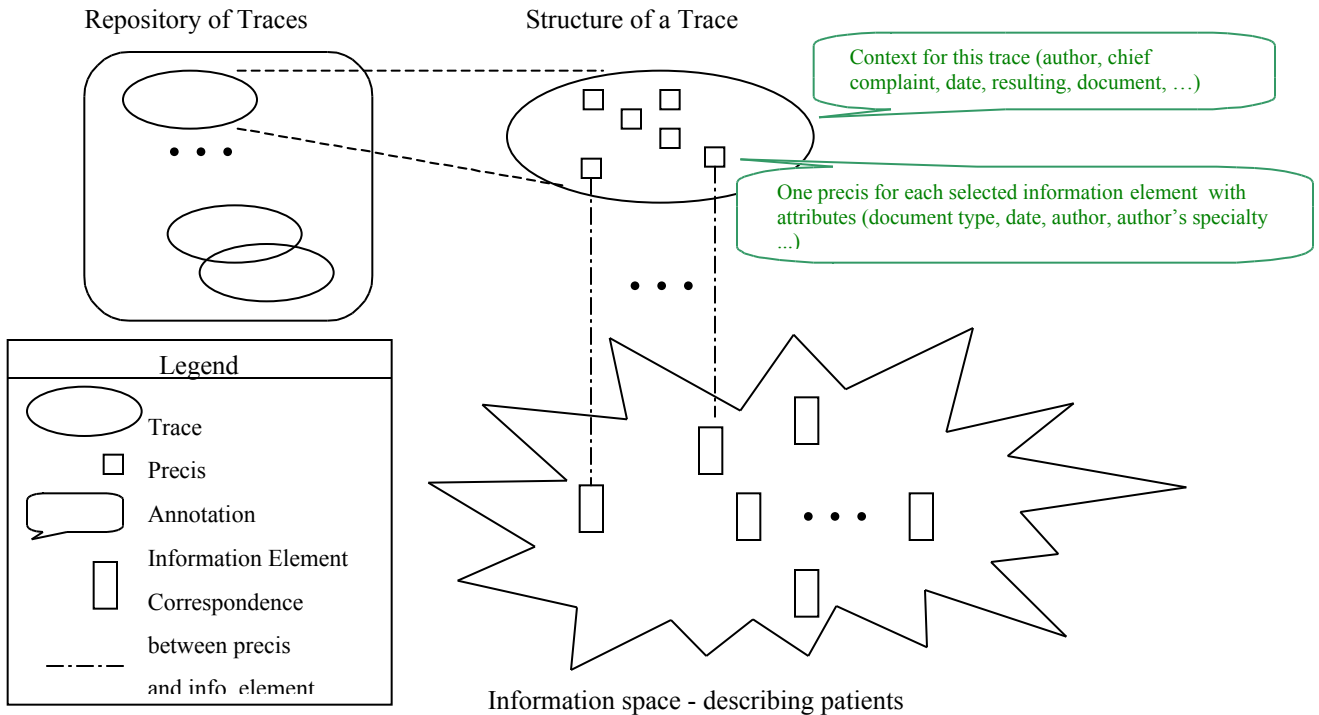 Repository of Traces
Structure of a Trace
Context for this trace (author, chief
complaint, date, resulting, document, …)
One precis for each selected information element with
attributes (document type, date, author, author’s specialty
...)
Legend
Trace
Precis
Annotation
Information Element
Correspondence
between precis
and info. element
Information space - describing patients